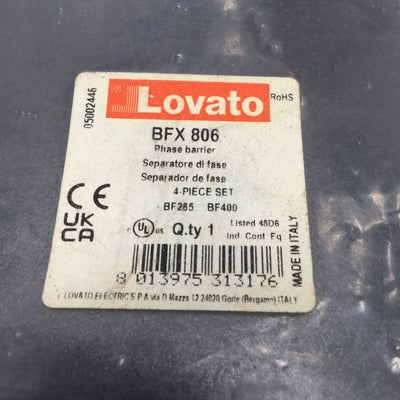 05002446
Lovato
RoHS
BFX 806
Phase barrier
Separatore di fase
Separador de fase
4-PIECE SET
BF265 BF400
CE
UK
CA
UL us Q.ty 1
Listed 48D6
Ind. Cont. Eq
MADE IN ITALY
8 013975 313176
LOVATO ELECTRIC S.P.A via D Mazza 12 24020 Gorle (Bergamo) ITALY